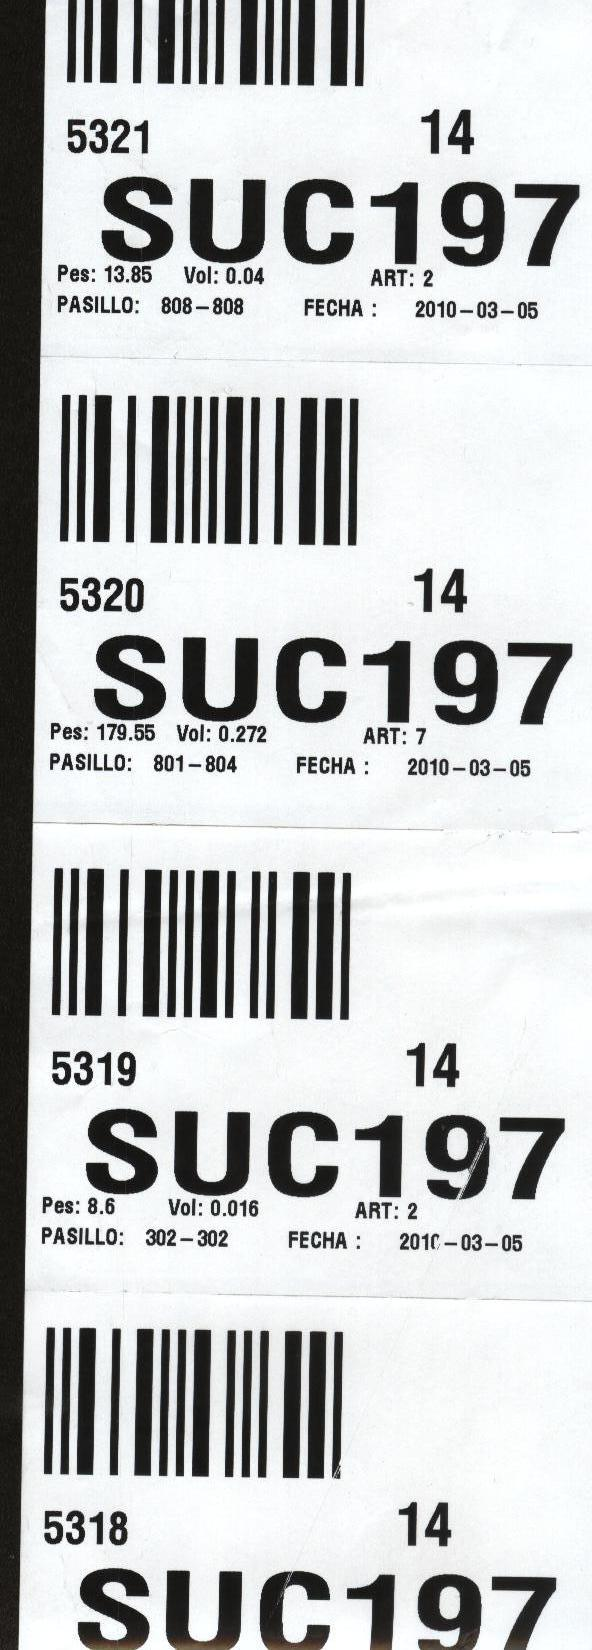 5321 14
SUC197
Pes: 13.85 Vol: 0.04 ART: 2
PASILLO: 808-808 FECHA : 2010-03-05
5320 14
SUC197
Pes: 179.55 Vol: 0.272 ART: 7
PASILLO: 801-804 FECHA : 2010-03-05
5319 14
SUC197
Pes: 8.6 Vol: 0.016 ART: 2
PASILLO: 302-302 FECHA : 2010-03-05
5318 14
SUC197